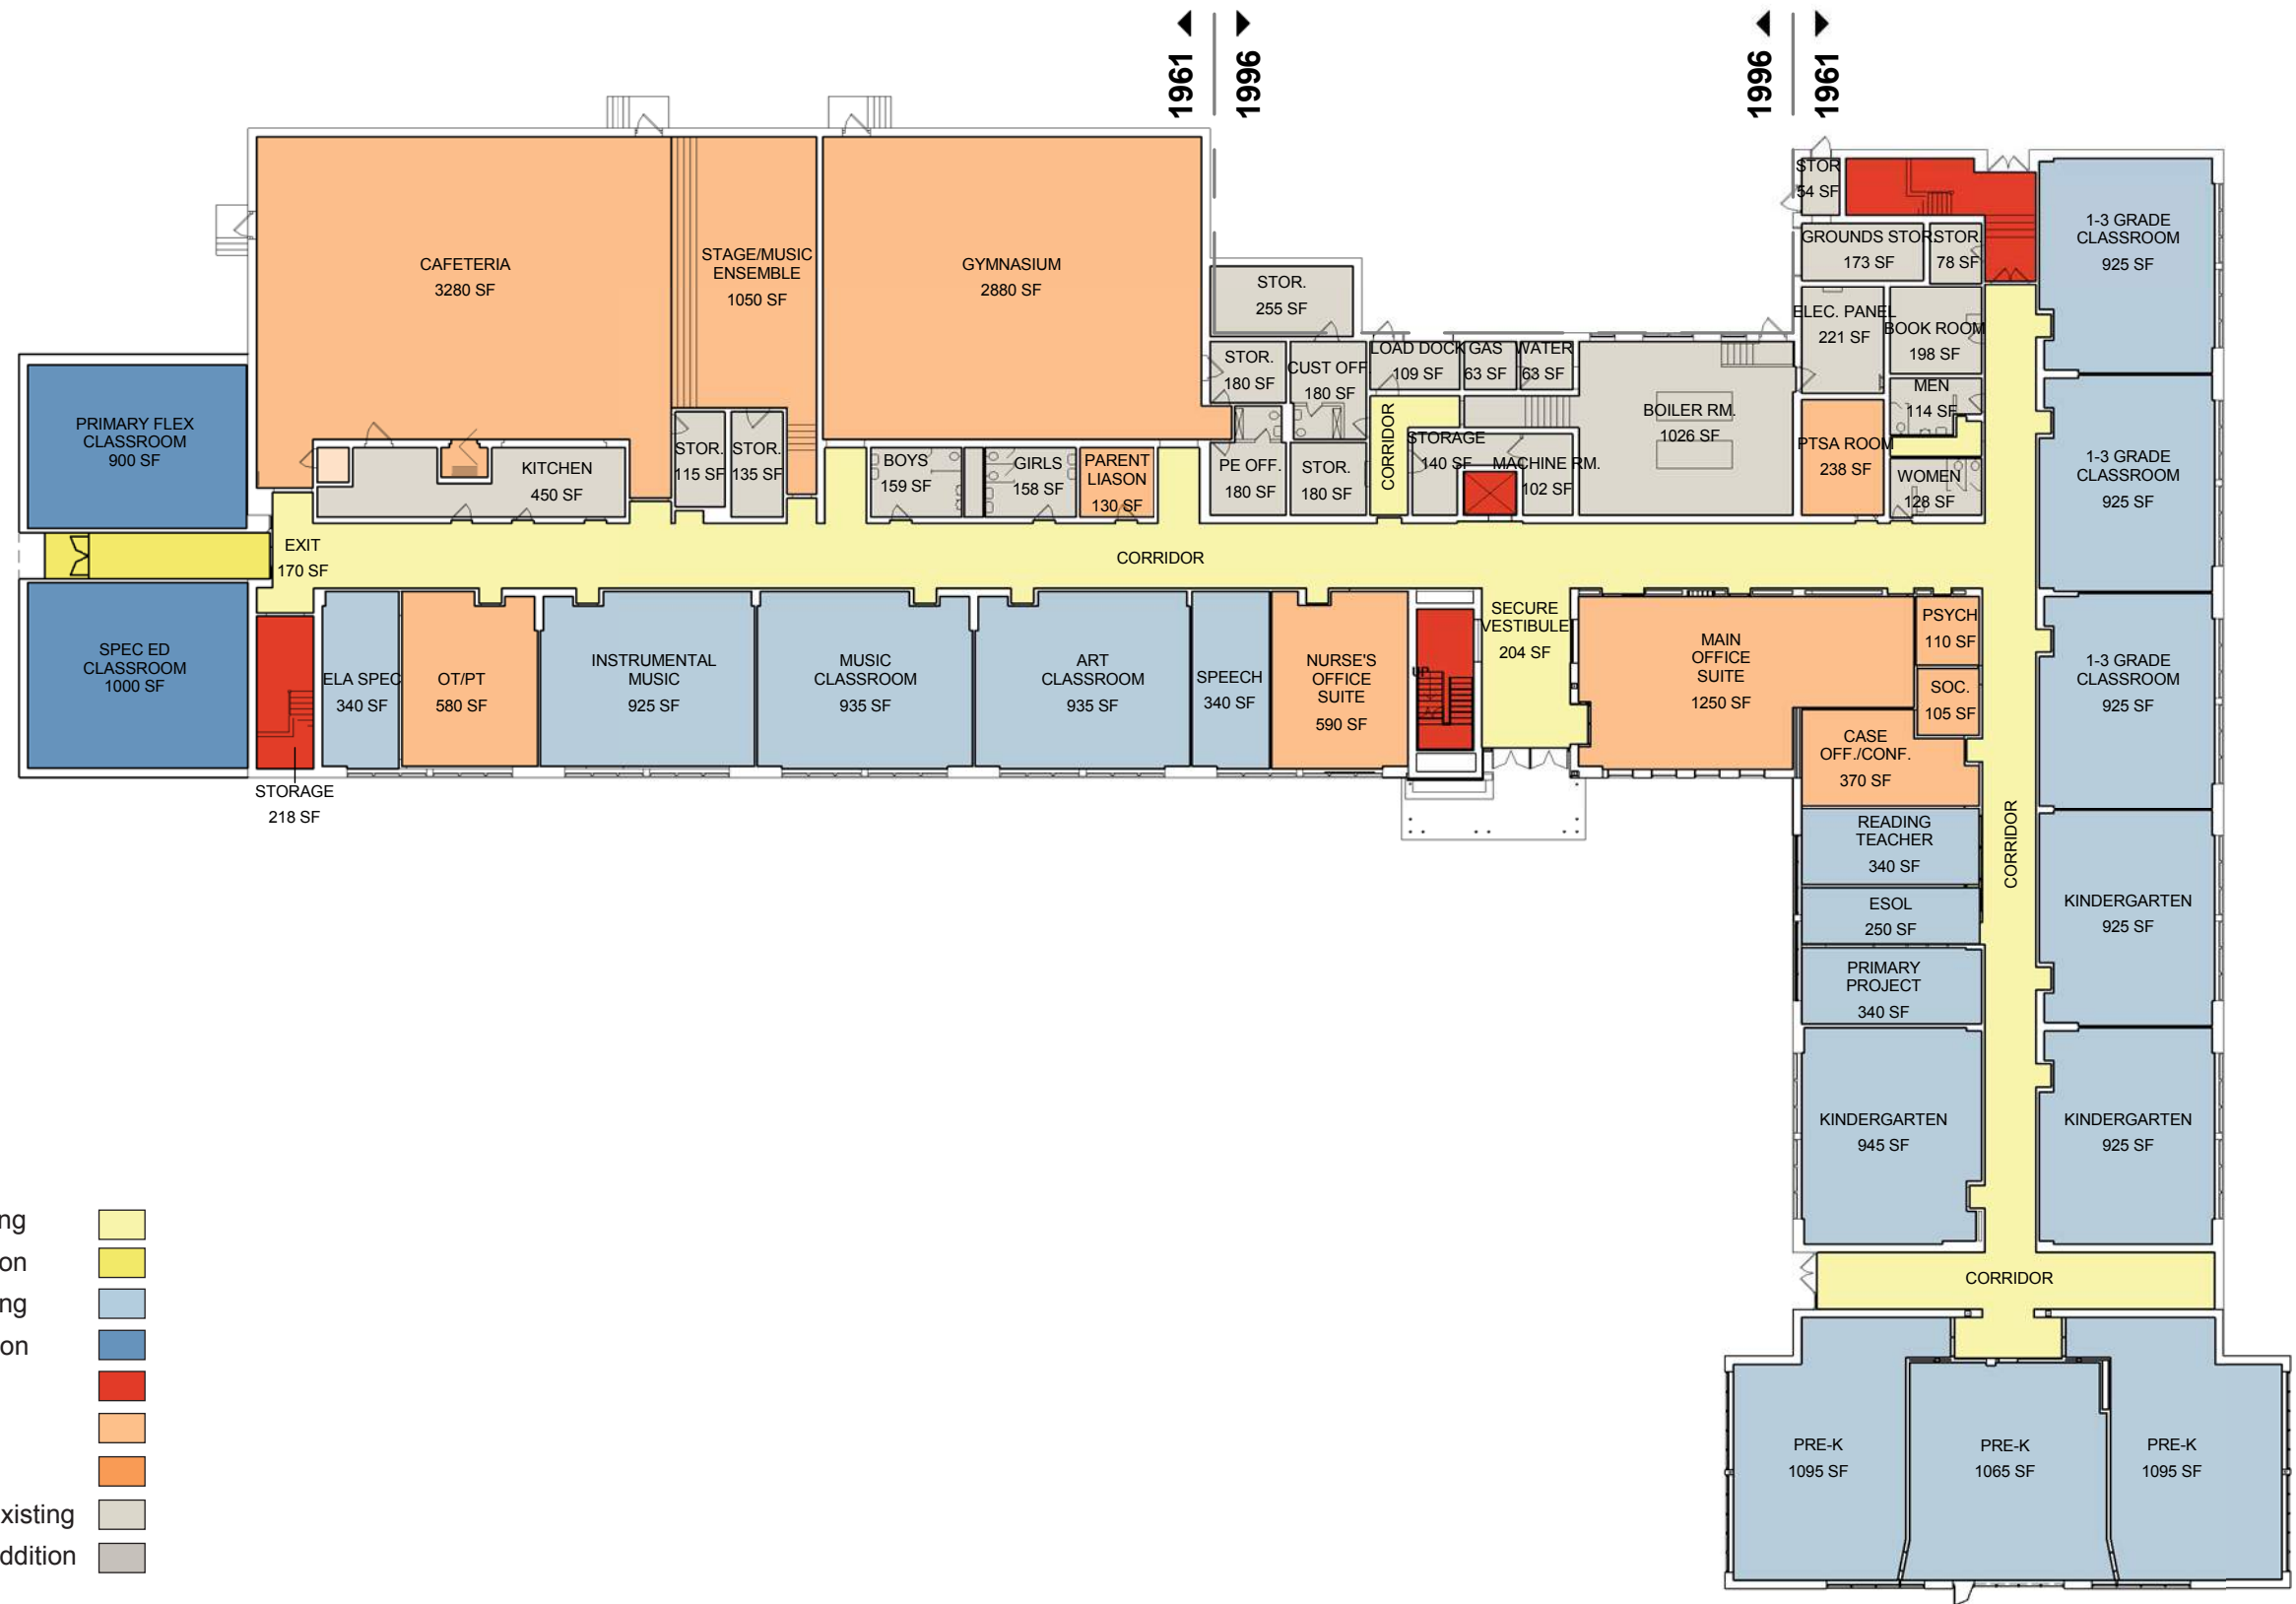 1961
1996
1996
1961
CAFETERIA
3280 SF
STAGE/MUSIC
ENSEMBLE
1050 SF
GYMNASIUM
2880 SF
STOR.
255 SF
STOR
54 SF
GROUNDS STOR.
173 SF
STOR.
78 SF
1-3 GRADE
CLASSROOM
925 SF
PRIMARY FLEX
CLASSROOM
900 SF
KITCHEN
450 SF
STOR.
115 SF
STOR.
135 SF
BOYS
159 SF
GIRLS
158 SF
PARENT
LIASON
130 SF
STOR.
180 SF
CUST OFF.
180 SF
PE OFF.
180 SF
STOR.
180 SF
LOAD DOCK
109 SF
GAS
63 SF
WATER
63 SF
CORRIDOR
STORAGE
140 SF
MACHINE RM.
102 SF
BOILER RM.
1026 SF
ELEC. PANEL
221 SF
BOOK ROOM
198 SF
MEN
114 SF
PTSA ROOM
238 SF
WOMEN
128 SF
1-3 GRADE
CLASSROOM
925 SF
EXIT
170 SF
CORRIDOR
SPEC ED
CLASSROOM
1000 SF
STORAGE
218 SF
ELA SPEC
340 SF
OT/PT
580 SF
INSTRUMENTAL
MUSIC
925 SF
MUSIC
CLASSROOM
935 SF
ART
CLASSROOM
935 SF
SPEECH
340 SF
NURSE'S
OFFICE
SUITE
590 SF
UP
SECURE
VESTIBULE
204 SF
MAIN
OFFICE
SUITE
1250 SF
PSYCH
110 SF
SOC.
105 SF
CASE
OFF./CONF.
370 SF
1-3 GRADE
CLASSROOM
925 SF
READING
TEACHER
340 SF
ESOL
250 SF
PRIMARY
PROJECT
340 SF
CORRIDOR
KINDERGARTEN
925 SF
KINDERGARTEN
945 SF
KINDERGARTEN
925 SF
CORRIDOR
PRE-K
1095 SF
PRE-K
1065 SF
PRE-K
1095 SF
ng
on
ng
on
xisting
ddition